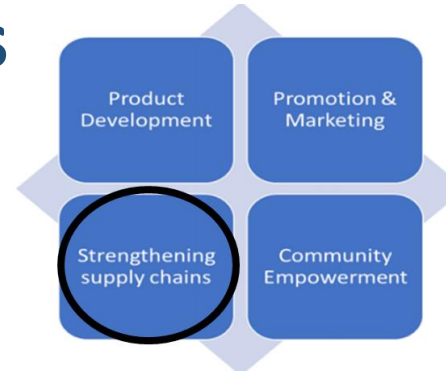 s
Product
Development
Promotion &
Marketing
Strengthening
supply chains
Community
Empowerment